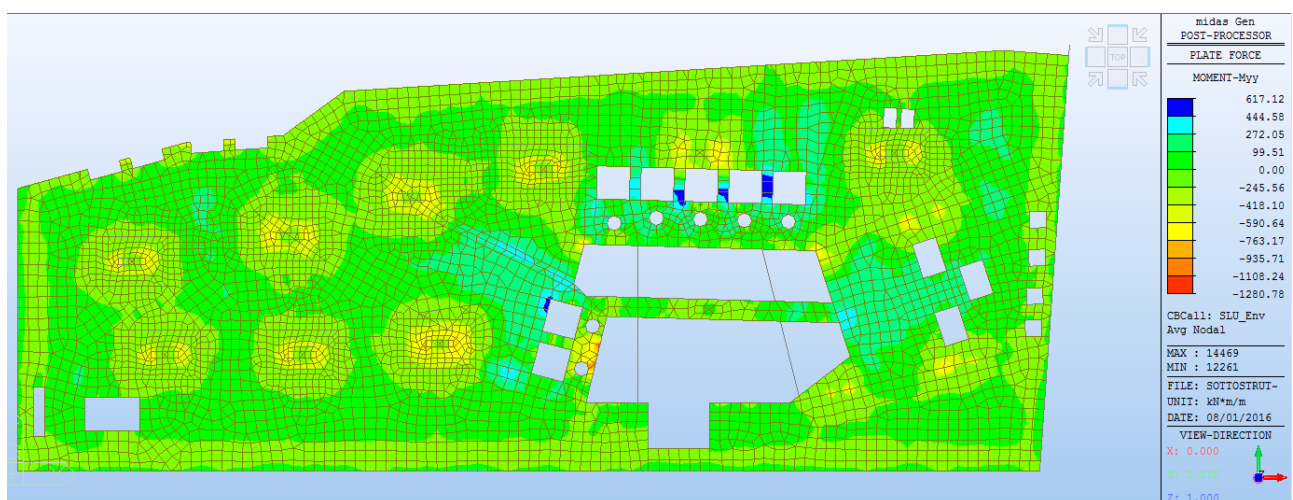 midas Gen
POST-PROCESSOR
PLATE FORCE
MOMENT-Myy
617.12
444.58
272.05
99.51
0.00
-245.56
-418.10
-590.64
-763.17
-935.71
-1108.24
-1280.78
CBCall: SLU_Env
Avg Nodal
MAX : 14469
MIN : 12261
FILE: SOTTOSTRUT~
UNIT: kN*m/m
DATE: 08/01/2016
VIEW-DIRECTION
X: 0.000
Z: 1.000
TOP